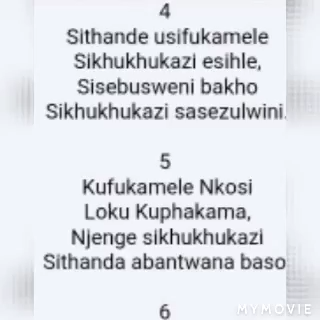 4
Sithande usifukamele
Sikhukhukazi esihle,
Sisebusweni bakho
Sikhukhukazi sasezulwini.
5
Kufukamele Nkosi
Loku Kuphakama,
Njenge sikhukhukazi
Sithanda abantwana baso
6
MYMOVIE